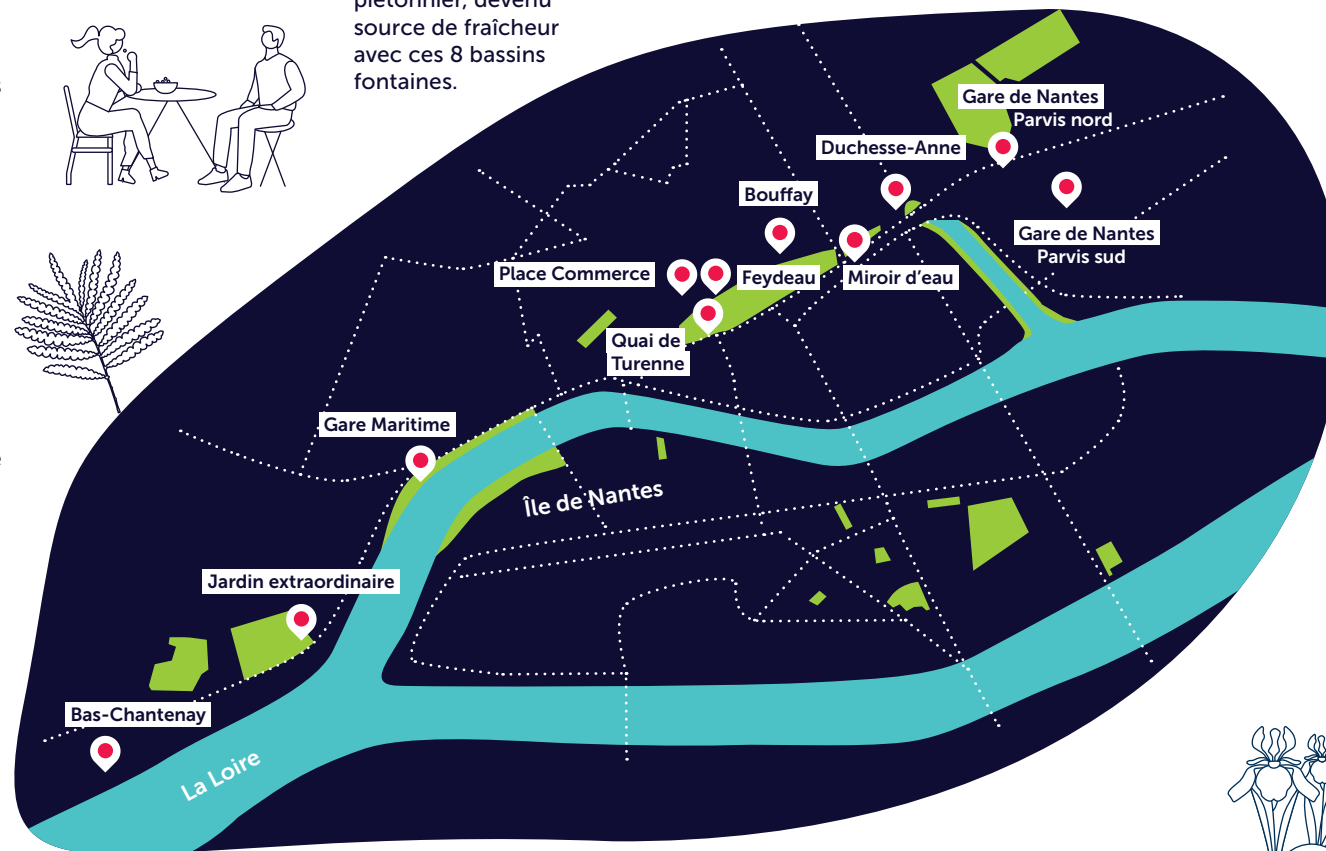 piétonnier, devenu
source de fraîcheur
avec ces 8 bassins
fontaines.
Gare de Nantes
Parvis nord
Duchesse-Anne
Bouffay
Gare de Nantes
Parvis sud
Place Commerce
Feydeau
Miroir d’eau
Quai de
Turenne
Gare Maritime
Île de Nantes
Jardin extraordinaire
Bas-Chantenay
La Loire